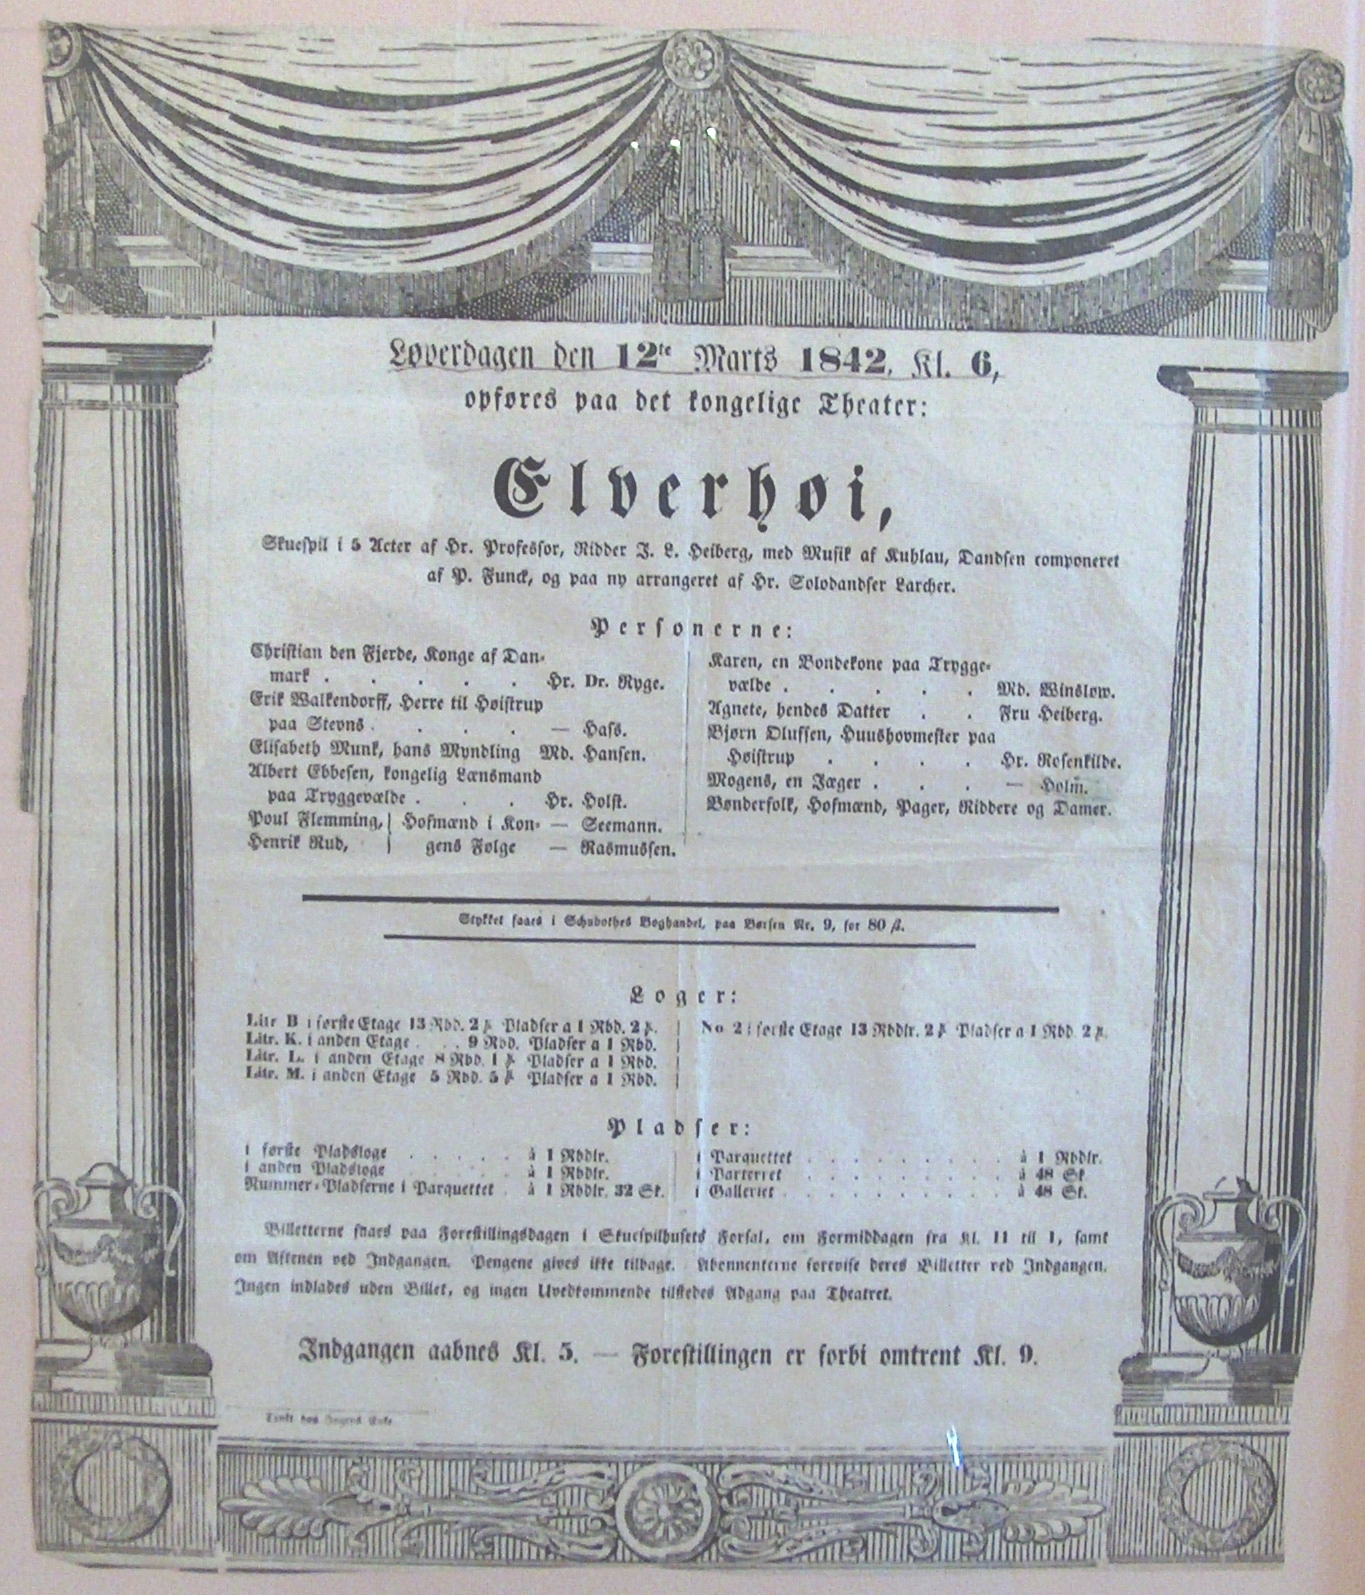 Løverdagen den 12te Marts 1842, Kl. 6,
opføres paa det kongelige Theater:
Elverhøi,
Skuespil i 5 Acter af Hr. Professor, Ridder J. L. Heiberg, med Musik af Kuhlau, Dandsen componeret
af P. Funck, og paa ny arrangeret af Hr. Solodandser Larcher.
Personerne:
Christian den Fjerde, Konge af Dan-
mark . . . . . Hr. Dr. Ryge.
Erik Walkendorff, Herre til Høistrup
paa Stevns . . . . — Hass.
Elisabeth Munk, hans Myndling Md. Hansen.
Albert Ebbesen, kongelig Lænsmand
paa Tryggevælde . . . Hr. Holst.
Poul Flemming, | Hofmænd i Kon- — Seemann.
Henrik Rud, | gens Følge — Rasmussen.
Karen, en Bondekone paa Trygge-
vælde . . . . . Md. Winsløw.
Agnete, hendes Datter . . Fru Heiberg.
Bjørn Olufsen, Huushovmester paa
Høistrup . . . . Hr. Rosenkilde.
Mogens, en Jæger . . . — Holm.
Bønderfolk, Hofmænd, Pager, Riddere og Damer.
Stykket faaes i Schubothes Boghandel, paa Børsen Nr. 9, for 80 ß.
Loger:
Litr B i første Etage 13 Rbd. 2 ꝶ Pladser a 1 Rbd. 2 ꝶ.
Litr. K. i anden Etage . . . 9 Rbd. Pladser a 1 Rbd.
Litr. L. i anden Etage 8 Rbd. 1 ꝶ Pladser a 1 Rbd.
Litr. M. i anden Etage 5 Rbd. 5 ꝶ Pladser a 1 Rbd.
No 2 i første Etage 13 Rbdlr. 2 ꝶ Pladser a 1 Rbd. 2 ꝶ.
Pladser:
i første Pladsloge . . . . . à 1 Rbdlr.
i anden Pladsloge . . . . . à 1 Rbdlr.
Nummer-Pladserne i Parquettet . à 1 Rbdlr. 32 Sk.
i Parquettet . . . . . . . . . à 1 Rbdlr.
i Parterret . . . . . . . . . à 48 Sk
i Galleriet . . . . . . . . . à 48 Sk.
Billetterne faaes paa Forestillingsdagen i Skuespilhusets Forsal, om Formiddagen fra Kl. 11 til 1, samt
om Aftenen ved Indgangen. Pengene gives ikke tilbage. Abonnenterne forevise deres Billetter ved Indgangen.
Ingen indlades uden Billet, og ingen Uvedkommende tilstedes Adgang paa Theatret.
Indgangen aabnes Kl. 5. — Forestillingen er forbi omtrent Kl. 9.